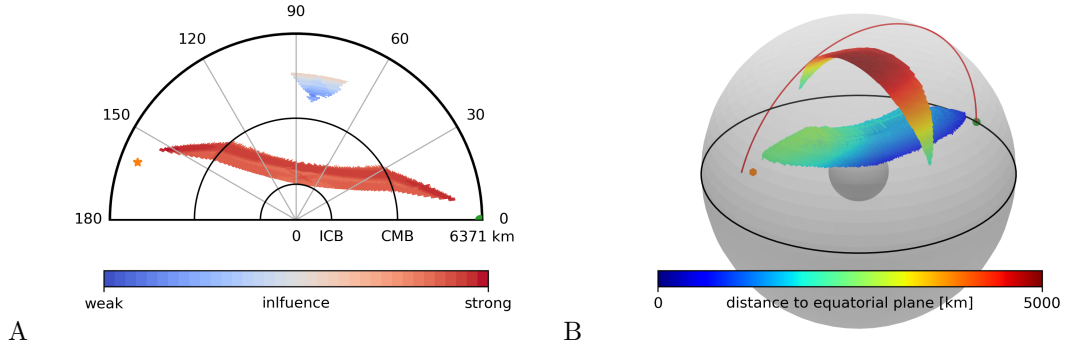 90
120
60
150
30
180
0
0
ICB
CMB
6371 km
weak
inlfuence
strong
A
0
distance to equatorial plane [km]
5000
B